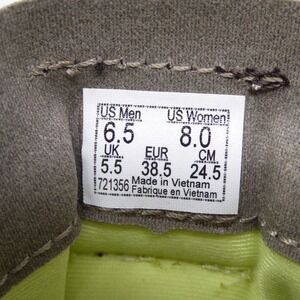 US Men US Women
6.5 8.0
UK EUR CM
5.5 38.5 24.5
721356 Made in Vietnam
Fabrique en Vietnam